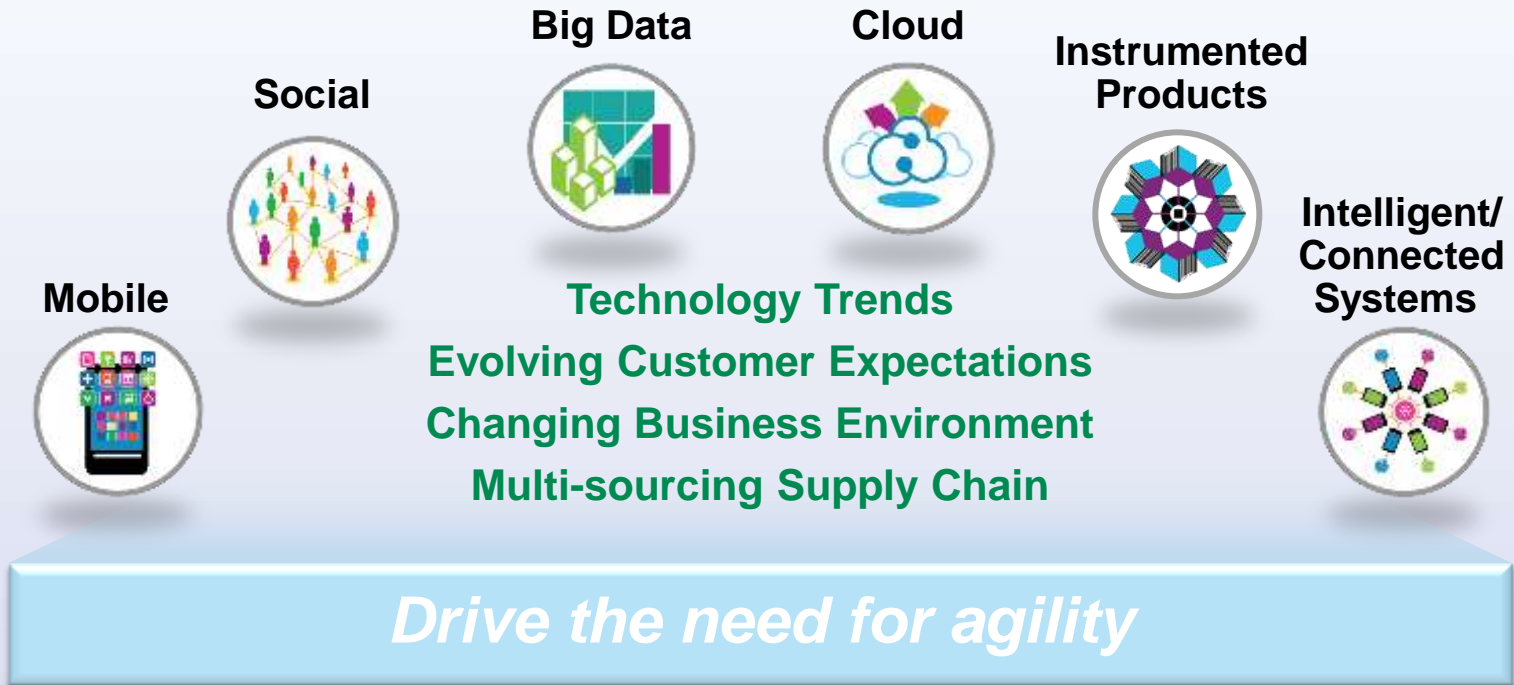 Big Data
Cloud
Instrumented
Products
Social
Intelligent/
Connected
Systems
Mobile
Technology Trends
Evolving Customer Expectations
Changing Business Environment
Multi-sourcing Supply Chain
Drive the need for agility